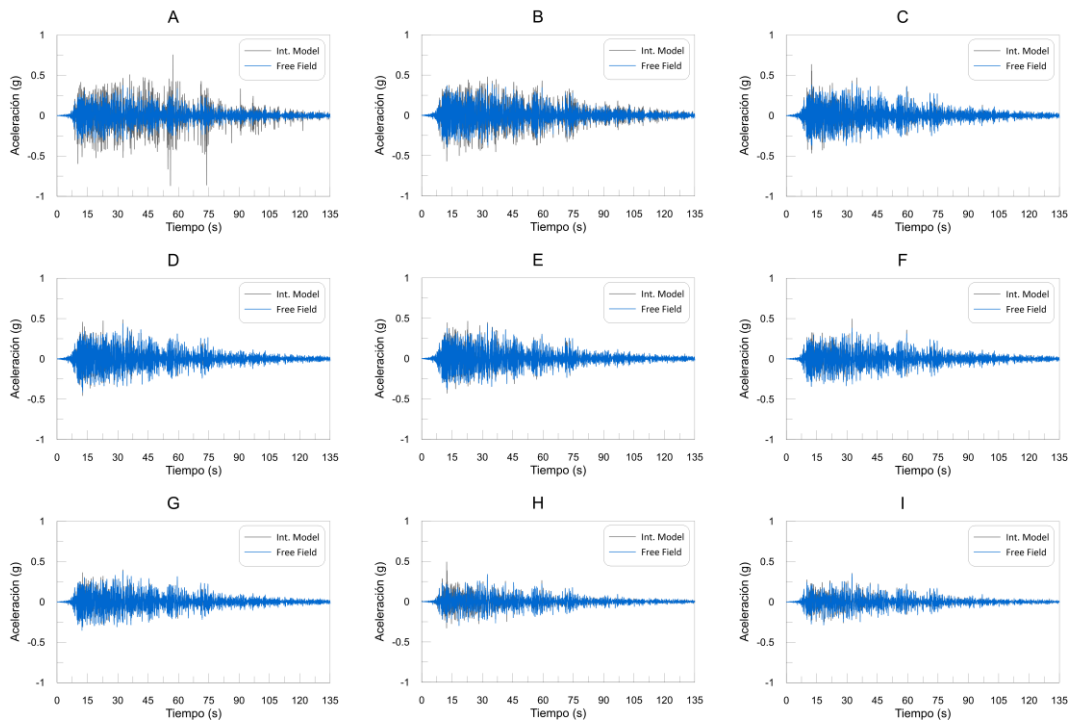 A
B
C
1
0.5
0
-0.5
-1
Aceleración (g)
Int. Model
Free Field
0 15 30 45 60 75 90 105 120 135
Tiempo (s)
1
0.5
0
-0.5
-1
Aceleración (g)
Int. Model
Free Field
0 15 30 45 60 75 90 105 120 135
Tiempo (s)
1
0.5
0
-0.5
-1
Aceleración (g)
Int. Model
Free Field
0 15 30 45 60 75 90 105 120 135
Tiempo (s)
D
E
F
1
0.5
0
-0.5
-1
Aceleración (g)
Int. Model
Free Field
0 15 30 45 60 75 90 105 120 135
Tiempo (s)
1
0.5
0
-0.5
-1
Aceleración (g)
Int. Model
Free Field
0 15 30 45 60 75 90 105 120 135
Tiempo (s)
1
0.5
0
-0.5
-1
Aceleración (g)
Int. Model
Free Field
0 15 30 45 60 75 90 105 120 135
Tiempo (s)
G
H
I
1
0.5
0
-0.5
-1
Aceleración (g)
Int. Model
Free Field
0 15 30 45 60 75 90 105 120 135
Tiempo (s)
1
0.5
0
-0.5
-1
Aceleración (g)
Int. Model
Free Field
0 15 30 45 60 75 90 105 120 135
Tiempo (s)
1
0.5
0
-0.5
-1
Aceleración (g)
Int. Model
Free Field
0 15 30 45 60 75 90 105 120 135
Tiempo (s)